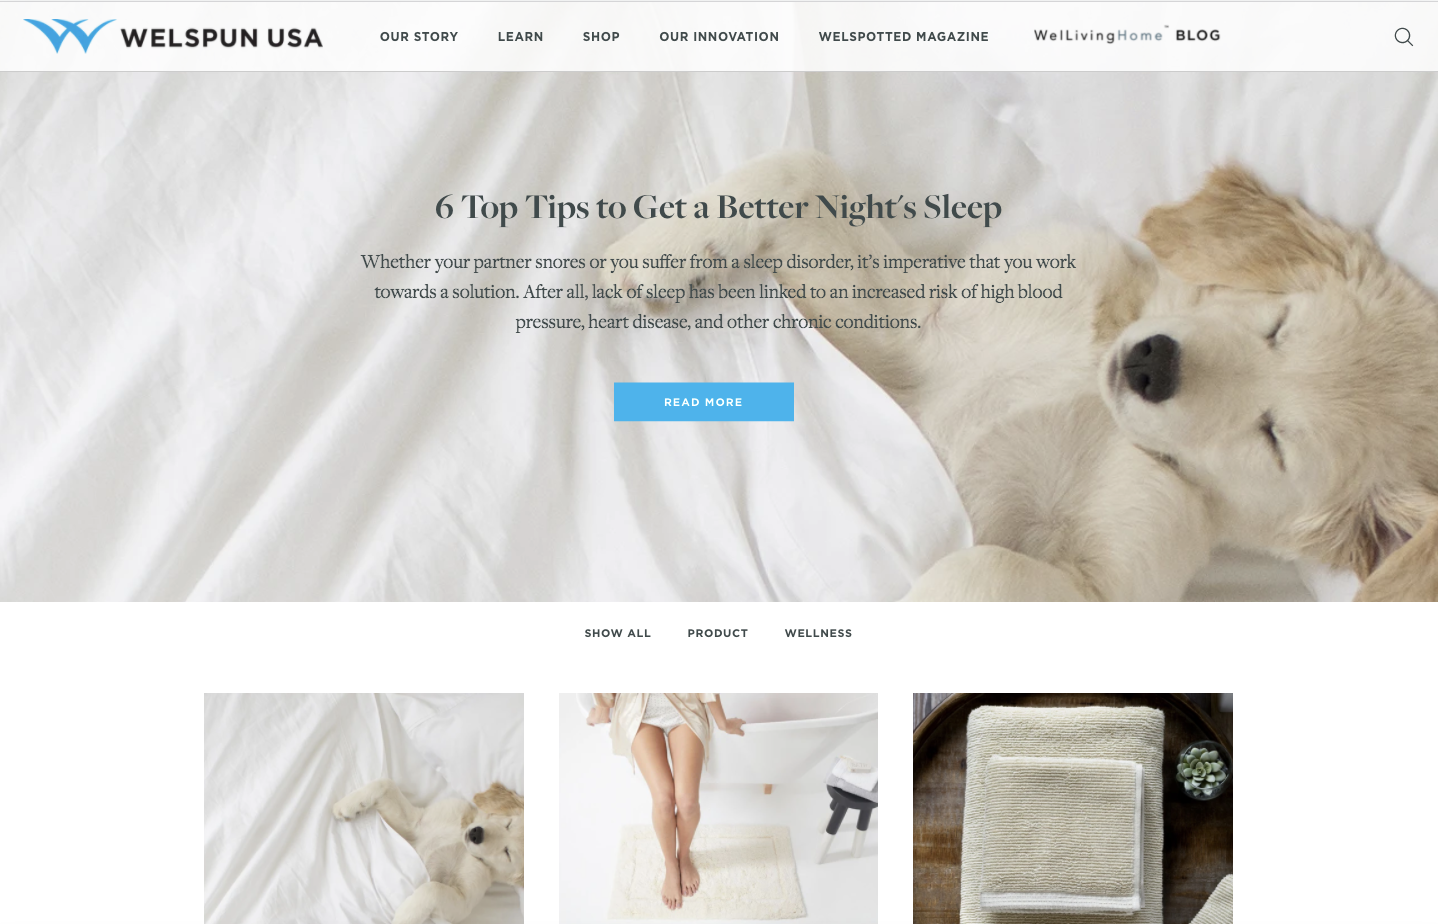 WELSPUN USA
OUR STORY LEARN SHOP OUR INNOVATION WELSPOTTED MAGAZINE WelLivingHome™ BLOG
6 Top Tips to Get a Better Night's Sleep
Whether your partner snores or you suffer from a sleep disorder, it's imperative that you work
towards a solution. After all, lack of sleep has been linked to an increased risk of high blood
pressure, heart disease, and other chronic conditions.
READ MORE
SHOW ALL PRODUCT WELLNESS